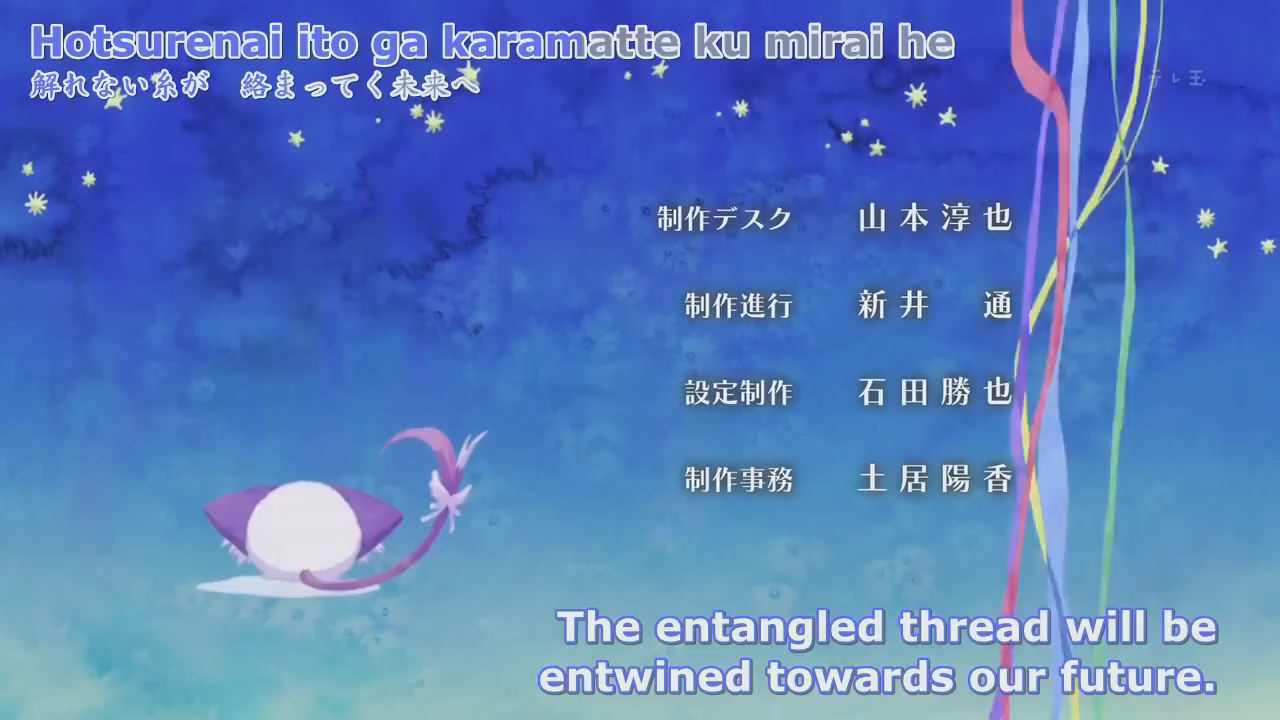 Hotsurenai ito ga karamatte ku mirai he
解れない糸が　絡まってく未来へ
テレ玉
制作デスク　山本淳也
制作進行　新井　通
設定制作　石田勝也
制作事務　土居陽香
The entangled thread will be
entwined towards our future.